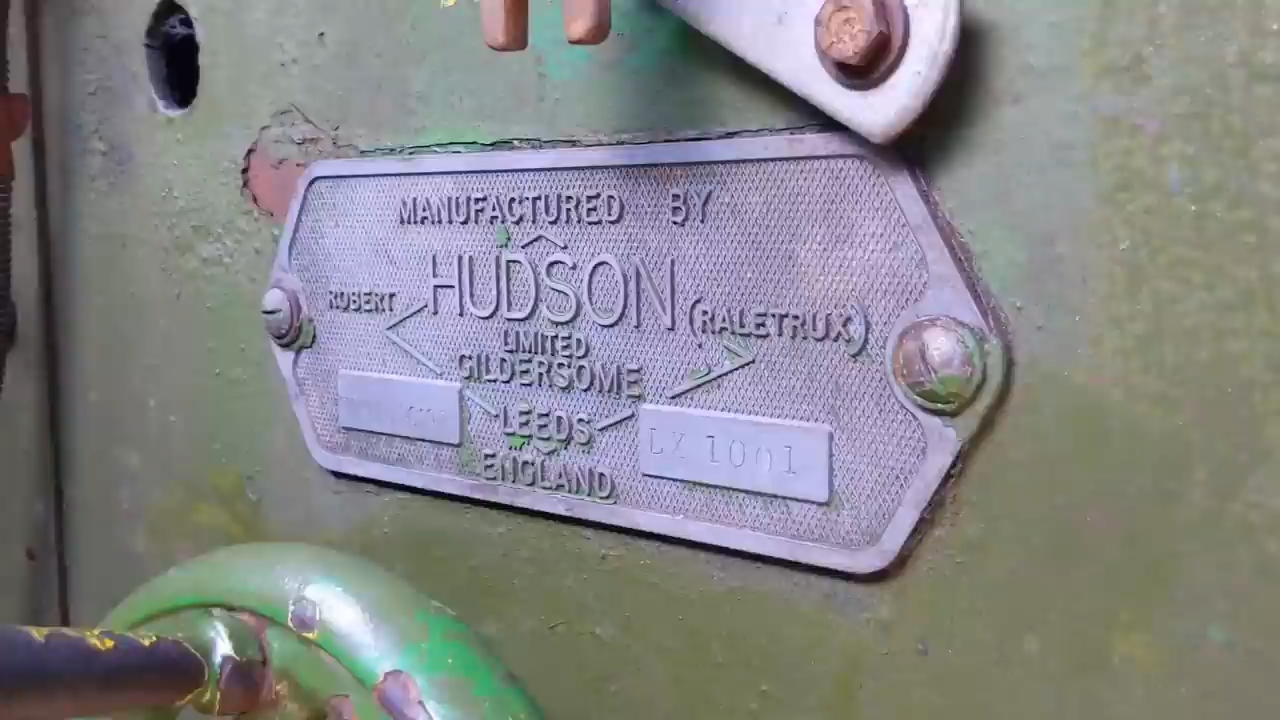 MANUFACTURED BY
ROBERT HUDSON (RALETRUX)
LIMITED
GILDERSOME
LEEDS
ENGLAND
LX 1001